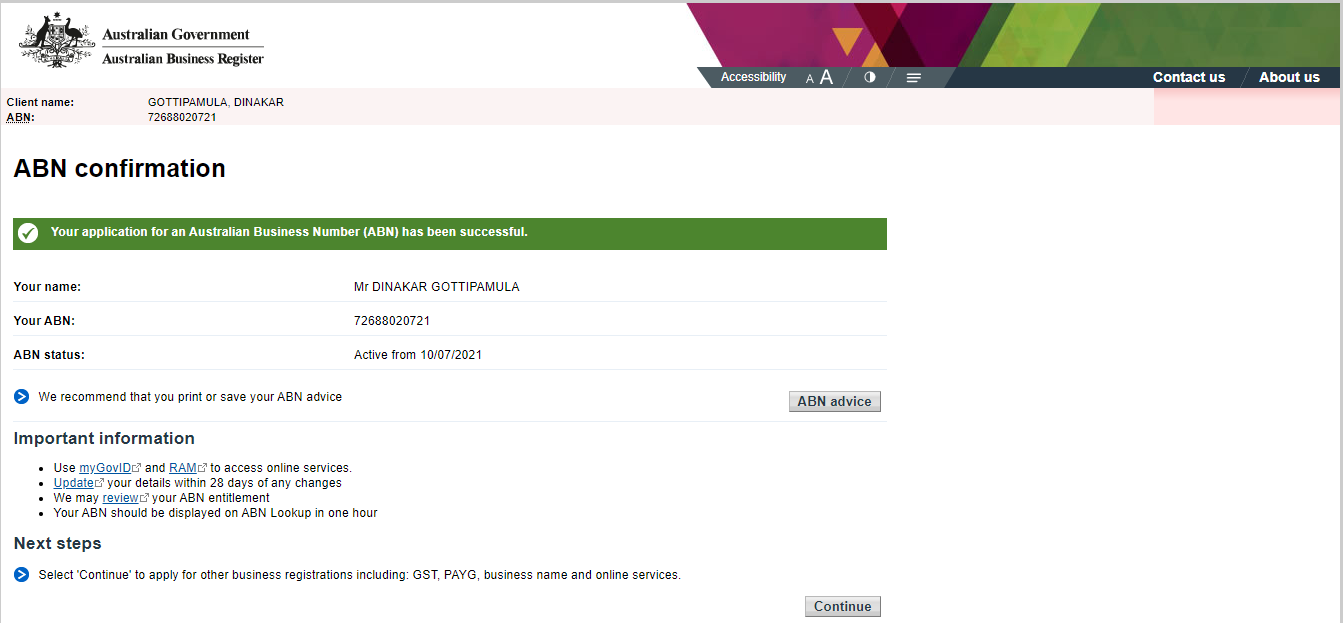 Australian Government
Australian Business Register
Accessibility A A
Contact us About us
Client name: GOTTIPAMULA, DINAKAR
ABN: 72688020721
ABN confirmation
Your application for an Australian Business Number (ABN) has been successful.
Your name: Mr DINAKAR GOTTIPAMULA
Your ABN: 72688020721
ABN status: Active from 10/07/2021
We recommend that you print or save your ABN advice
ABN advice
Important information
Use myGovID and RAM to access online services.
Update your details within 28 days of any changes
We may review your ABN entitlement
Your ABN should be displayed on ABN Lookup in one hour
Next steps
Select 'Continue' to apply for other business registrations including: GST, PAYG, business name and online services.
Continue